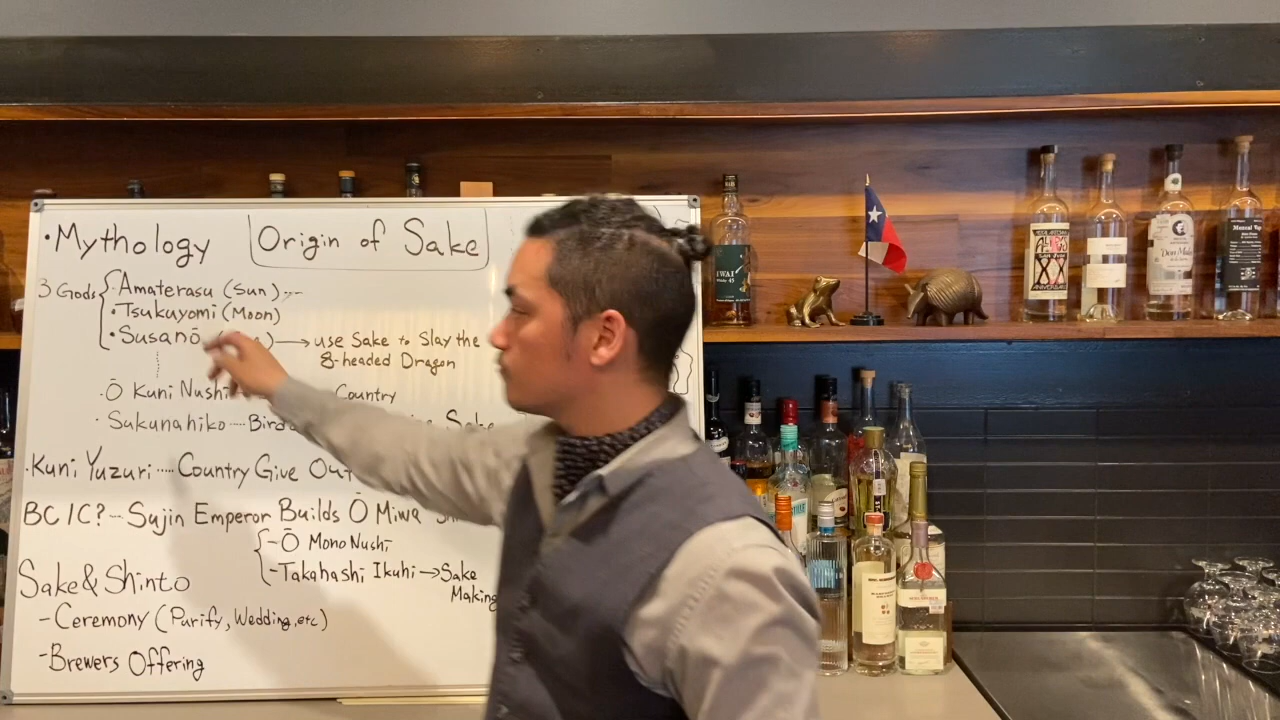 ·Mythology
Origin of Sake
3 Gods
·Amaterasu (Sun)
·Tsukuyomi (Moon)
·Susanō
→ use Sake to Slay the
8-headed Dragon
·Ō Kuni Nushi
Country
·Sukunahiko
Sake
·Kuni Yuzuri ····· Country Give Out
BC 1C? ·· Sujin Emperor Builds Ō Miwa
-Ō Mono Nushi
-Takahashi Ikuhi → Sake
Making
Sake & Shinto
-Ceremony (Purify, Wedding, etc)
-Brewers Offering
IWAI
Mezcal